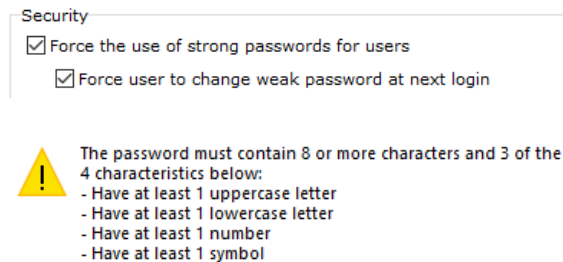 Security
Force the use of strong passwords for users
Force user to change weak password at next login
The password must contain 8 or more characters and 3 of the
4 characteristics below:
- Have at least 1 uppercase letter
- Have at least 1 lowercase letter
- Have at least 1 number
- Have at least 1 symbol